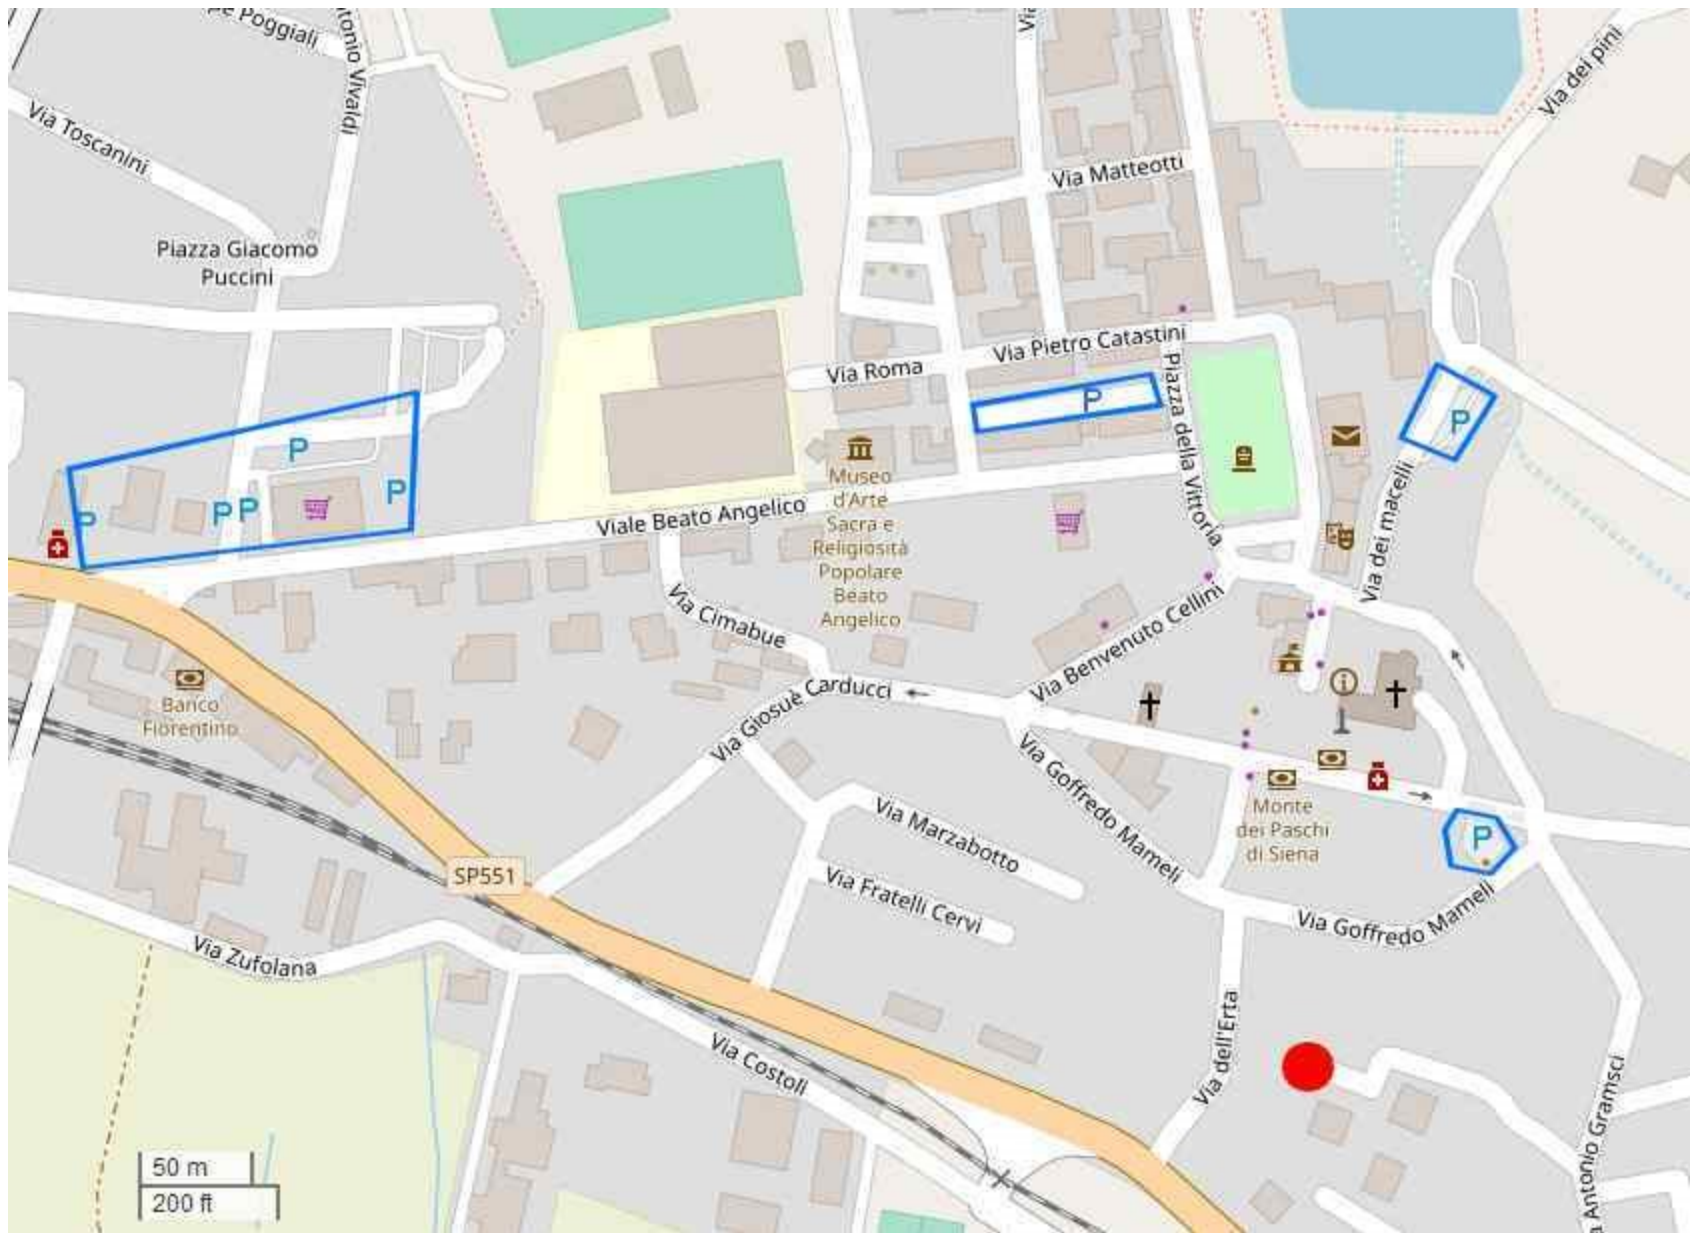 pe Poggiali
tonio Vivaldi
Via
Via dei pini
Via Toscanini
Via Matteotti
Piazza Giacomo
Puccini
Via Pietro Catastini
Via Roma
P
P
Piazza della Vittoria
P
P
P
P
P
Museo
d'Arte
Sacra e
Religiosità
Popolare
Beato
Angelico
Viale Beato Angelico
Via dei macelli
Via Cimabue
Via Benvenuto Cellini
Via Giosuè Carducci
Banco
Fiorentino
Via Goffredo Mameli
Monte
dei Paschi
di Siena
P
Via Marzabotto
SP551
Via Fratelli Cervi
Via Goffredo Mameli
Via Zufolana
Via dell'Erta
Via Costoli
a Antonio Gramsci
50 m
200 ft